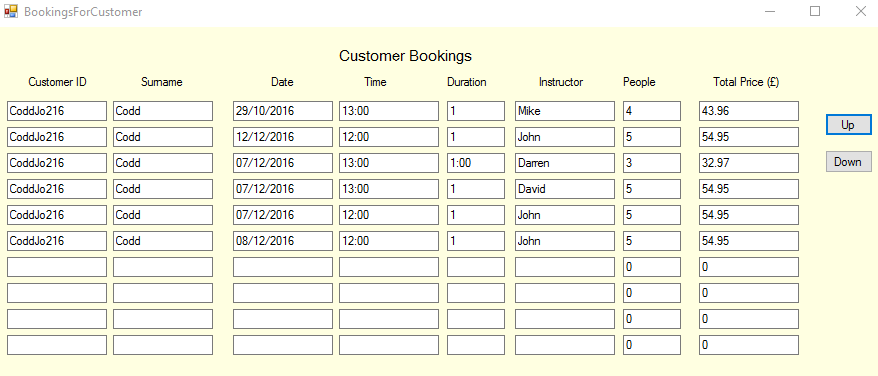 BookingsForCustomer
Customer Bookings
Customer ID Surname Date Time Duration Instructor People Total Price (£)
CoddJo216 Codd 29/10/2016 13:00 1 Mike 4 43.96
Up
CoddJo216 Codd 12/12/2016 12:00 1 John 5 54.95
CoddJo216 Codd 07/12/2016 13:00 1:00 Darren 3 32.97
Down
CoddJo216 Codd 07/12/2016 13:00 1 David 5 54.95
CoddJo216 Codd 07/12/2016 12:00 1 John 5 54.95
CoddJo216 Codd 08/12/2016 12:00 1 John 5 54.95
0 0
0 0
0 0
0 0